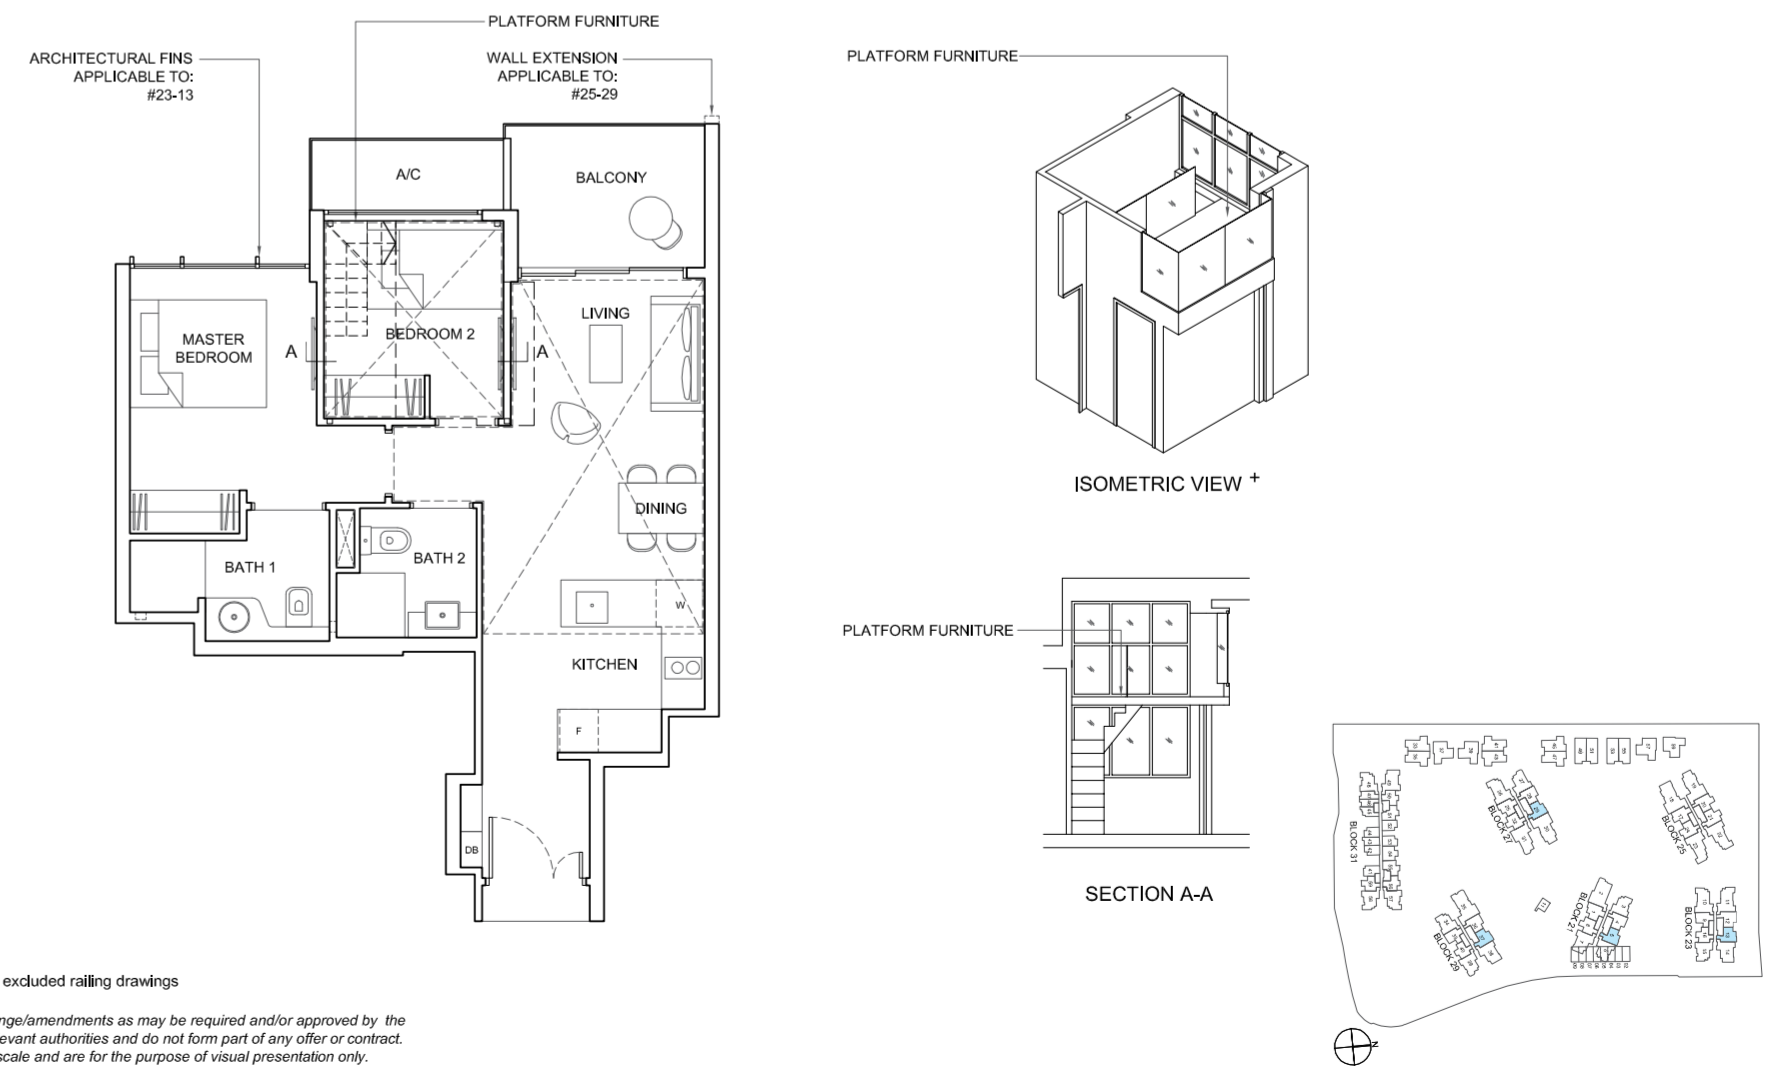 PLATFORM FURNITURE
ARCHITECTURAL FINS
APPLICABLE TO:
#23-13
WALL EXTENSION
APPLICABLE TO:
#25-29
A/C
BALCONY
MASTER
BEDROOM
BEDROOM 2
LIVING
A
A
DINING
BATH 1
BATH 2
W
KITCHEN
F
DB
PLATFORM FURNITURE
ISOMETRIC VIEW +
PLATFORM FURNITURE
SECTION A-A
BLOCK 31
BLOCK 27
BLOCK 25
BLOCK 29
BLOCK 21
BLOCK 23
N
excluded railing drawings
nge/amendments as may be required and/or approved by the
evant authorities and do not form part of any offer or contract.
scale and are for the purpose of visual presentation only.